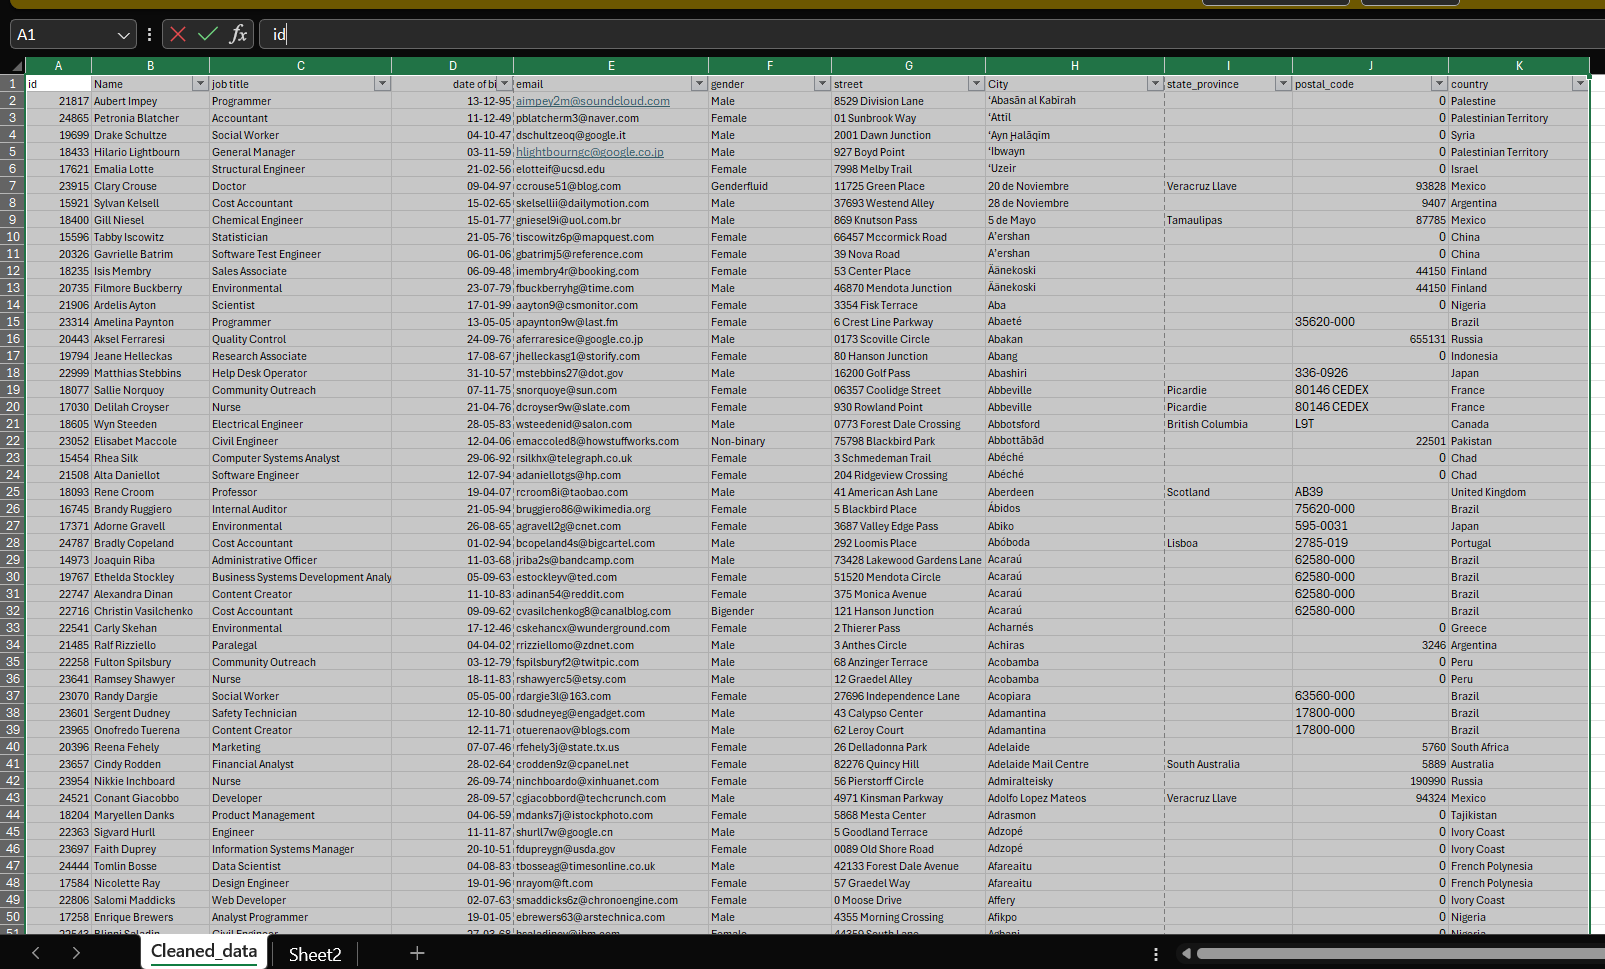 A1 fx id
A B C D E F G H I J K
1 id Name job title date of bi email gender street City state_province postal_code country
2 21817 Aubert Impey Programmer 13-12-95 aimpey2m@soundcloud.com Male 8529 Division Lane ‘Abasān al Kabīrah 0 Palestine
3 24865 Petronia Blatcher Accountant 11-12-49 pblatcherm3@naver.com Female 01 Sunbrook Way ‘Attīl 0 Palestinian Territory
4 19699 Drake Schultze Social Worker 04-10-47 dschultzeoq@google.it Male 2001 Dawn Junction ‘Ayn Ḩalāqīm 0 Syria
5 18433 Hilario Lightbourn General Manager 03-11-59 hlightbourngc@google.co.jp Male 927 Boyd Point ‘Ibwayn 0 Palestinian Territory
6 17621 Emalia Lotte Structural Engineer 21-02-56 elotteif@ucsd.edu Female 7998 Melby Trail ‘Uzeir 0 Israel
7 23915 Clary Crouse Doctor 09-04-97 ccrouse51@blog.com Genderfluid 11725 Green Place 20 de Noviembre Veracruz Llave 93828 Mexico
8 15921 Sylvan Kelsell Cost Accountant 15-02-65 skelsellii@dailymotion.com Male 37693 Westend Alley 28 de Noviembre 9407 Argentina
9 18400 Gill Niesel Chemical Engineer 15-01-77 gniesel9i@uol.com.br Male 869 Knutson Pass 5 de Mayo Tamaulipas 87785 Mexico
10 15596 Tabby Iscowitz Statistician 21-05-76 tiscowitz6p@mapquest.com Female 66457 Mccormick Road A’ershan 0 China
11 20326 Gavrielle Batrim Software Test Engineer 06-01-06 gbatrimj5@reference.com Female 39 Nova Road A’ershan 0 China
12 18235 Isis Membry Sales Associate 06-09-48 imembry4r@booking.com Female 53 Center Place Äänekoski 44150 Finland
13 20735 Filmore Buckberry Environmental 23-07-79 fbuckberryhg@time.com Male 46870 Mendota Junction Äänekoski 44150 Finland
14 21906 Ardelis Ayton Scientist 17-01-99 aayton9@csmonitor.com Female 3354 Fisk Terrace Aba 0 Nigeria
15 23314 Amelina Paynton Programmer 13-05-05 apaynton9w@last.fm Female 6 Crest Line Parkway Abaeté 35620-000 Brazil
16 20443 Aksel Ferraresi Quality Control 24-09-76 aferraresice@google.co.jp Male 0173 Scoville Circle Abakan 655131 Russia
17 19794 Jeane Helleckas Research Associate 17-08-67 jhelleckasg1@storify.com Female 80 Hanson Junction Abang 0 Indonesia
18 22999 Matthias Stebbins Help Desk Operator 31-10-57 mstebbins27@dot.gov Male 16200 Golf Pass Abashiri 336-0926 Japan
19 18077 Sallie Norquoy Community Outreach 07-11-75 snorquoye@sun.com Female 06357 Coolidge Street Abbeville Picardie 80146 CEDEX France
20 17030 Delilah Croyser Nurse 21-04-76 dcroyser9w@slate.com Female 930 Rowland Point Abbeville Picardie 80146 CEDEX France
21 18605 Wyn Steeden Electrical Engineer 28-05-83 wsteedenid@salon.com Male 0773 Forest Dale Crossing Abbotsford British Columbia L9T Canada
22 23052 Elisabet Maccole Civil Engineer 12-04-06 emaccoled8@howstuffworks.com Non-binary 75798 Blackbird Park Abbottābād 22501 Pakistan
23 15454 Rhea Silk Computer Systems Analyst 29-06-92 rsilkhx@telegraph.co.uk Female 3 Schmedeman Trail Abéché 0 Chad
24 21508 Alta Daniellot Software Engineer 12-07-94 adaniellotgs@hp.com Female 204 Ridgeview Crossing Abéché 0 Chad
25 18093 Rene Croom Professor 19-04-07 rcroom8i@taobao.com Male 41 American Ash Lane Aberdeen Scotland AB39 United Kingdom
26 16745 Brandy Ruggiero Internal Auditor 21-05-94 bruggiero86@wikimedia.org Female 5 Blackbird Place Ábidos 75620-000 Brazil
27 17371 Adorne Gravell Environmental 26-08-65 agravell2g@cnet.com Female 3687 Valley Edge Pass Abiko 595-0031 Japan
28 24787 Bradly Copeland Cost Accountant 01-02-94 bcopeland4s@bigcartel.com Male 292 Loomis Place Abóboda Lisboa 2785-019 Portugal
29 14973 Joaquin Riba Administrative Officer 11-03-68 jriba2s@bandcamp.com Male 73428 Lakewood Gardens Lane Acaraú 62580-000 Brazil
30 19767 Ethelda Stockley Business Systems Development Analy 05-09-63 estockleyv@ted.com Female 51520 Mendota Circle Acaraú 62580-000 Brazil
31 22747 Alexandra Dinan Content Creator 11-10-83 adinan54@reddit.com Female 375 Monica Avenue Acaraú 62580-000 Brazil
32 22716 Christin Vasilchenko Cost Accountant 09-09-62 cvasilchenkog8@canalblog.com Bigender 121 Hanson Junction Acaraú 62580-000 Brazil
33 22541 Carly Skehan Environmental 17-12-46 cskehancx@wunderground.com Female 2 Thierer Pass Acharnés 0 Greece
34 21485 Ralf Rizziello Paralegal 04-04-02 rrizziellomo@zdnet.com Male 3 Anthes Circle Achiras 3246 Argentina
35 22258 Fulton Spilsbury Community Outreach 03-12-79 fspilsburyf2@twitpic.com Male 68 Anzinger Terrace Acobamba 0 Peru
36 23641 Ramsey Shawyer Nurse 18-11-83 rshawyerc5@etsy.com Male 12 Graedel Alley Acobamba 0 Peru
37 23070 Randy Dargie Social Worker 05-05-00 rdargie3l@163.com Female 27696 Independence Lane Acopiara 63560-000 Brazil
38 23601 Sergent Dudney Safety Technician 12-10-80 sdudneyeg@engadget.com Male 43 Calypso Center Adamantina 17800-000 Brazil
39 23965 Onofredo Tuerena Content Creator 12-11-71 otuerenaov@blogs.com Male 62 Leroy Court Adamantina 17800-000 Brazil
40 20396 Reena Fehely Marketing 07-07-46 rfehely3j@state.tx.us Female 26 Delladonna Park Adelaide 5760 South Africa
41 23657 Cindy Rodden Financial Analyst 28-02-64 crodden9z@cpanel.net Female 82276 Quincy Hill Adelaide Mail Centre South Australia 5889 Australia
42 23954 Nikkie Inchboard Nurse 26-09-74 ninchboardo@xinhuanet.com Female 56 Pierstorff Circle Admiralteisky 190990 Russia
43 24521 Conant Giacobbo Developer 28-09-57 cgiacobbord@techcrunch.com Male 4971 Kinsman Parkway Adolfo Lopez Mateos Veracruz Llave 94324 Mexico
44 18204 Maryellen Danks Product Management 04-06-59 mdanks7j@istockphoto.com Female 5868 Mesta Center Adrasmon 0 Tajikistan
45 22363 Sigvard Hurll Engineer 11-11-87 shurll7w@google.cn Male 5 Goodland Terrace Adzopé 0 Ivory Coast
46 23697 Faith Duprey Information Systems Manager 20-10-51 fdupreygn@usda.gov Female 0089 Old Shore Road Adzopé 0 Ivory Coast
47 24444 Tomlin Bosse Data Scientist 04-08-83 tbosseag@timesonline.co.uk Male 42133 Forest Dale Avenue Afareaitu 0 French Polynesia
48 17584 Nicolette Ray Design Engineer 19-01-96 nrayom@ft.com Female 57 Graedel Way Afareaitu 0 French Polynesia
49 22806 Salomi Maddicks Web Developer 02-07-63 smaddicks6z@chronoengine.com Female 0 Moose Drive Affery 0 Ivory Coast
50 17258 Enrique Brewers Analyst Programmer 19-01-05 ebrewers63@arstechnica.com Male 4355 Morning Crossing Afikpo 0 Nigeria
Cleaned_data Sheet2